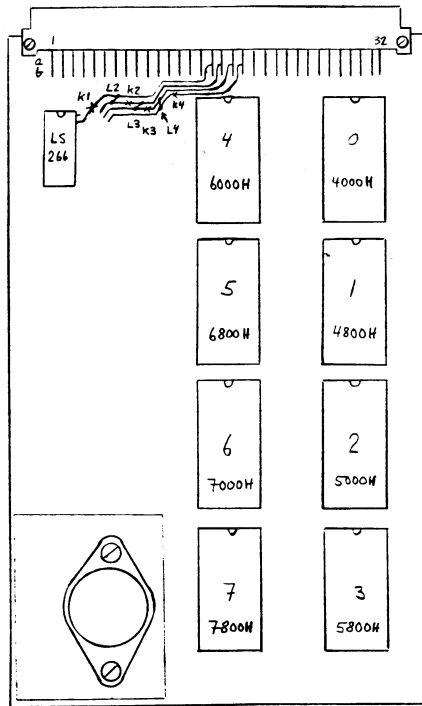 1 32
a
b
L2 K2
K1 K4
L3 K3 L4
LS
266
4 0
6000H 4000H
5 1
6800H 4800H
6 2
7000H 5000H
7 3
7800H 5800H